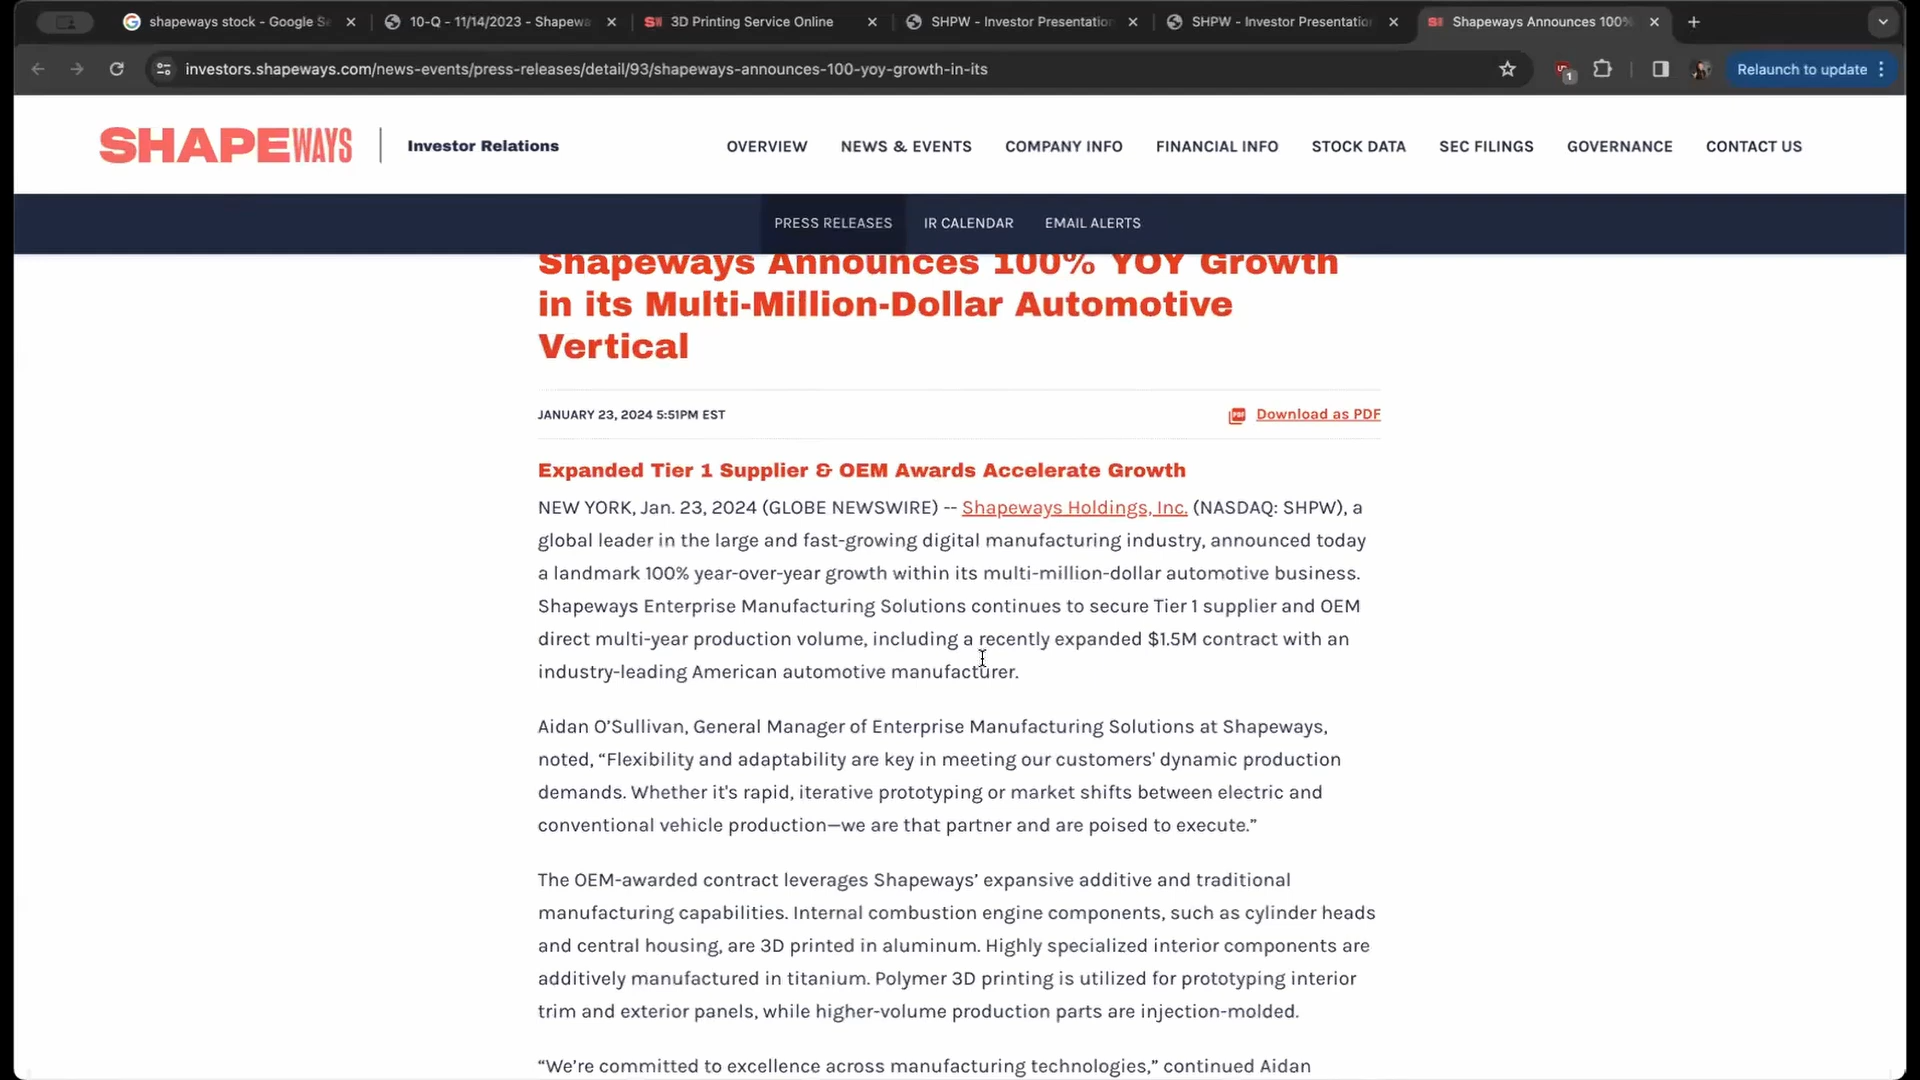 shapeways stock - Google Se
10-Q - 11/14/2023 - Shapewa
3D Printing Service Online
SHPW - Investor Presentation
SHPW - Investor Presentation
Shapeways Announces 100%
investors.shapeways.com/news-events/press-releases/detail/93/shapeways-announces-100-yoy-growth-in-its
1
Relaunch to update
SHAPEWAYS
Investor Relations
OVERVIEW
NEWS & EVENTS
COMPANY INFO
FINANCIAL INFO
STOCK DATA
SEC FILINGS
GOVERNANCE
CONTACT US
PRESS RELEASES
IR CALENDAR
EMAIL ALERTS
Shapeways Announces 100% YOY Growth
in its Multi-Million-Dollar Automotive
Vertical
JANUARY 23, 2024 5:51PM EST
PDF
Download as PDF
Expanded Tier 1 Supplier & OEM Awards Accelerate Growth
NEW YORK, Jan. 23, 2024 (GLOBE NEWSWIRE) -- Shapeways Holdings, Inc. (NASDAQ: SHPW), a
global leader in the large and fast-growing digital manufacturing industry, announced today
a landmark 100% year-over-year growth within its multi-million-dollar automotive business.
Shapeways Enterprise Manufacturing Solutions continues to secure Tier 1 supplier and OEM
direct multi-year production volume, including a recently expanded $1.5M contract with an
industry-leading American automotive manufacturer.
Aidan O’Sullivan, General Manager of Enterprise Manufacturing Solutions at Shapeways,
noted, “Flexibility and adaptability are key in meeting our customers' dynamic production
demands. Whether it's rapid, iterative prototyping or market shifts between electric and
conventional vehicle production—we are that partner and are poised to execute.”
The OEM-awarded contract leverages Shapeways’ expansive additive and traditional
manufacturing capabilities. Internal combustion engine components, such as cylinder heads
and central housing, are 3D printed in aluminum. Highly specialized interior components are
additively manufactured in titanium. Polymer 3D printing is utilized for prototyping interior
trim and exterior panels, while higher-volume production parts are injection-molded.
“We’re committed to excellence across manufacturing technologies,” continued Aidan